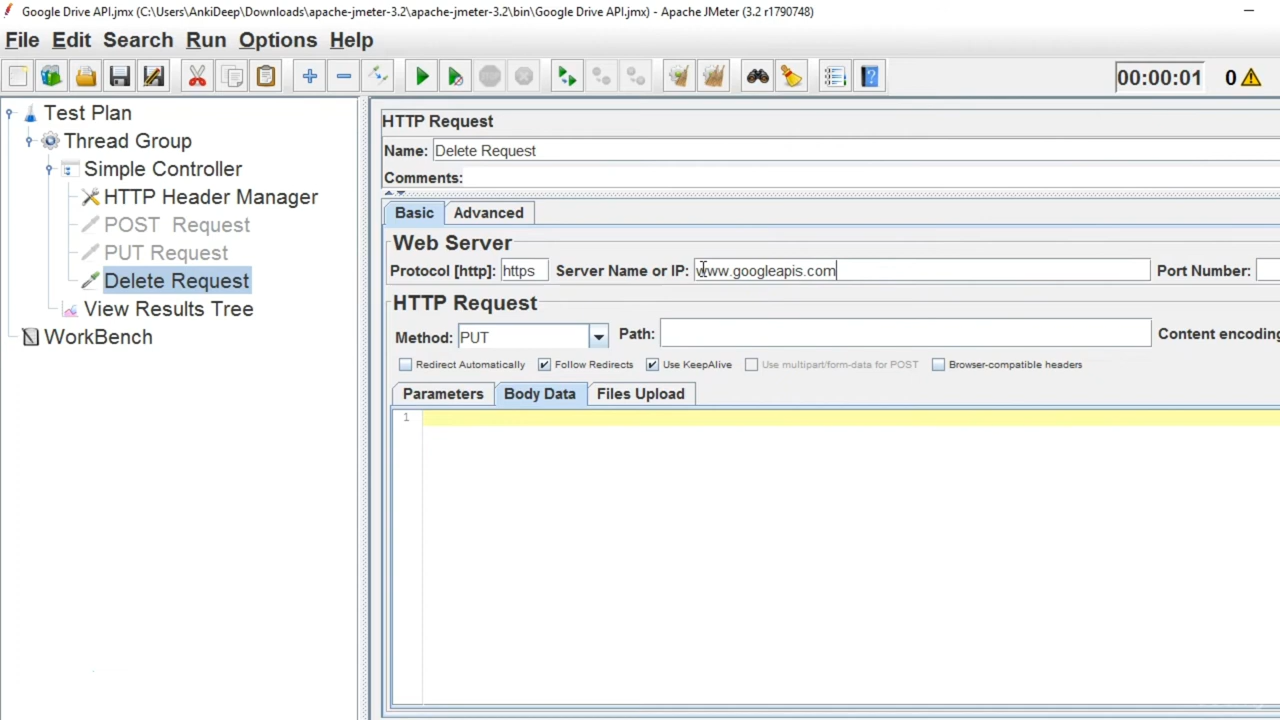 Google Drive API.jmx (C:\Users\AnkiDeep\Downloads\apache-jmeter-3.2\apache-jmeter-3.2\bin\Google Drive API.jmx) - Apache JMeter (3.2 r1790748)
File Edit Search Run Options Help
00:00:01 0
Test Plan
Thread Group
Simple Controller
HTTP Header Manager
POST Request
PUT Request
Delete Request
View Results Tree
WorkBench
HTTP Request
Name: Delete Request
Comments:
Basic Advanced
Web Server
Protocol [http]: https Server Name or IP: www.googleapis.com Port Number:
HTTP Request
Method: PUT Path: Content encoding
Redirect Automatically Follow Redirects Use KeepAlive Use multipart/form-data for POST Browser-compatible headers
Parameters Body Data Files Upload
1